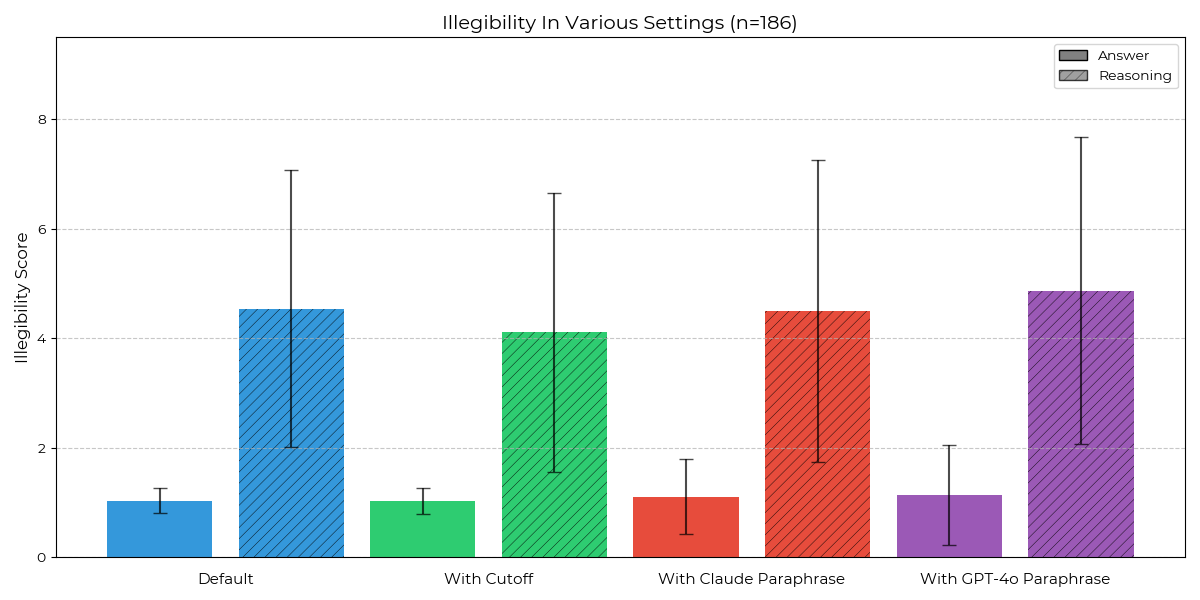 Illegibility In Various Settings (n=186)
Answer
Reasoning
Illegibility Score
8
6
4
2
0
Default
With Cutoff
With Claude Paraphrase
With GPT-4o Paraphrase